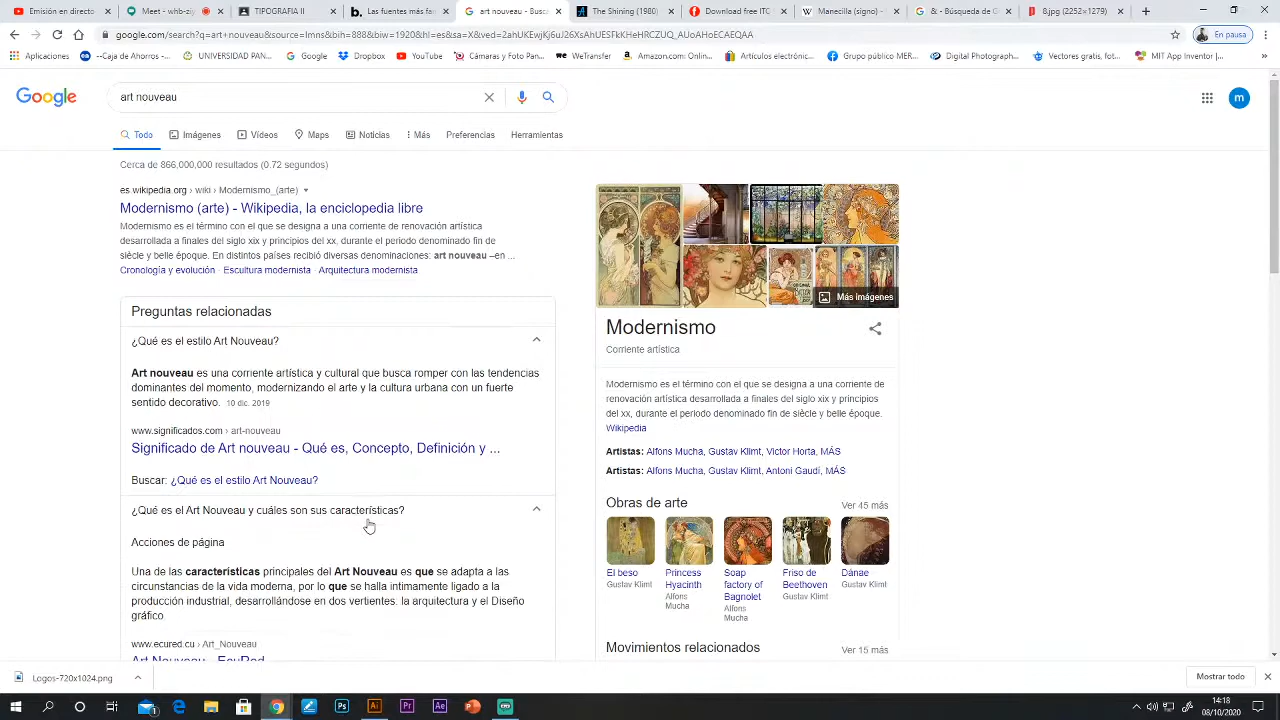 Emisión en directo
Meet - whb-zij
TIPOGRAFIA II
Las fuentes más fa
art nouveau - Busc
The Shining (1980)
Download free ITC
Manecilla (signo) -
& - Búsqueda de G
8.jpg (2252×1279)
google.com/search?q=art+nouveau&source=lmns&bih=888&biw=1920&hl=es&sa=X&ved=2ahUKEwjKj6uJ26XsAhUESFkKHeHRCZUQ_AUoAHoECAEQAA
En pausa
Aplicaciones
--Caja de Ahorros-...
UNIVERSIDAD PAN...
Google
Dropbox
YouTube
Cámaras y Foto Pan...
WeTransfer
Amazon.com: Onlin...
Artículos electrónic...
Grupo público MER...
Digital Photograph...
Vectores gratis, fot...
MIT App Inventor |...
Google
art nouveau
m
Todo
Imágenes
Vídeos
Maps
Noticias
Más
Preferencias
Herramientas
Cerca de 866,000,000 resultados (0.72 segundos)
es.wikipedia.org › wiki › Modernismo_(arte)
Modernismo (arte) - Wikipedia, la enciclopedia libre
Modernismo es el término con el que se designa a una corriente de renovación artística
desarrollada a finales del siglo xix y principios del xx, durante el periodo denominado fin de
siècle y belle époque. En distintos países recibió diversas denominaciones: art nouveau –en ...
Cronología y evolución · Escultura modernista · Arquitectura modernista
Preguntas relacionadas
¿Qué es el estilo Art Nouveau?
Art nouveau es una corriente artística y cultural que busca romper con las tendencias
dominantes del momento, modernizando el arte y la cultura urbana con un fuerte
sentido decorativo. 10 dic. 2019
www.significados.com › art-nouveau
Significado de Art nouveau - Qué es, Concepto, Definición y ...
Buscar: ¿Qué es el estilo Art Nouveau?
¿Qué es el Art Nouveau y cuáles son sus características?
Acciones de página
Una de las características principales del Art Nouveau es que se adapta a las
circunstancias de la vida moderna, por lo que se halla íntimamente ligado a la
producción industrial, desarrollándose en dos vertientes: la arquitectura y el Diseño
gráfico
www.ecured.cu › Art_Nouveau
Art Nouveau - EcuRed
Más imágenes
Modernismo
Corriente artística
Modernismo es el término con el que se designa a una corriente de
renovación artística desarrollada a finales del siglo xix y principios
del xx, durante el periodo denominado fin de siècle y belle époque.
Wikipedia
Artistas: Alfons Mucha, Gustav Klimt, Victor Horta, MÁS
Artistas: Alfons Mucha, Gustav Klimt, Antoni Gaudí, MÁS
Obras de arte
Ver 45 más
El beso
Gustav Klimt
Princess
Hyacinth
Alfons
Mucha
Soap
factory of
Bagnolet
Alfons
Mucha
Friso de
Beethoven
Gustav Klimt
Dánae
Gustav Klimt
Movimientos relacionados
Ver 15 más
Logos-720x1024.png
Mostrar todo
14:18
08/10/2020